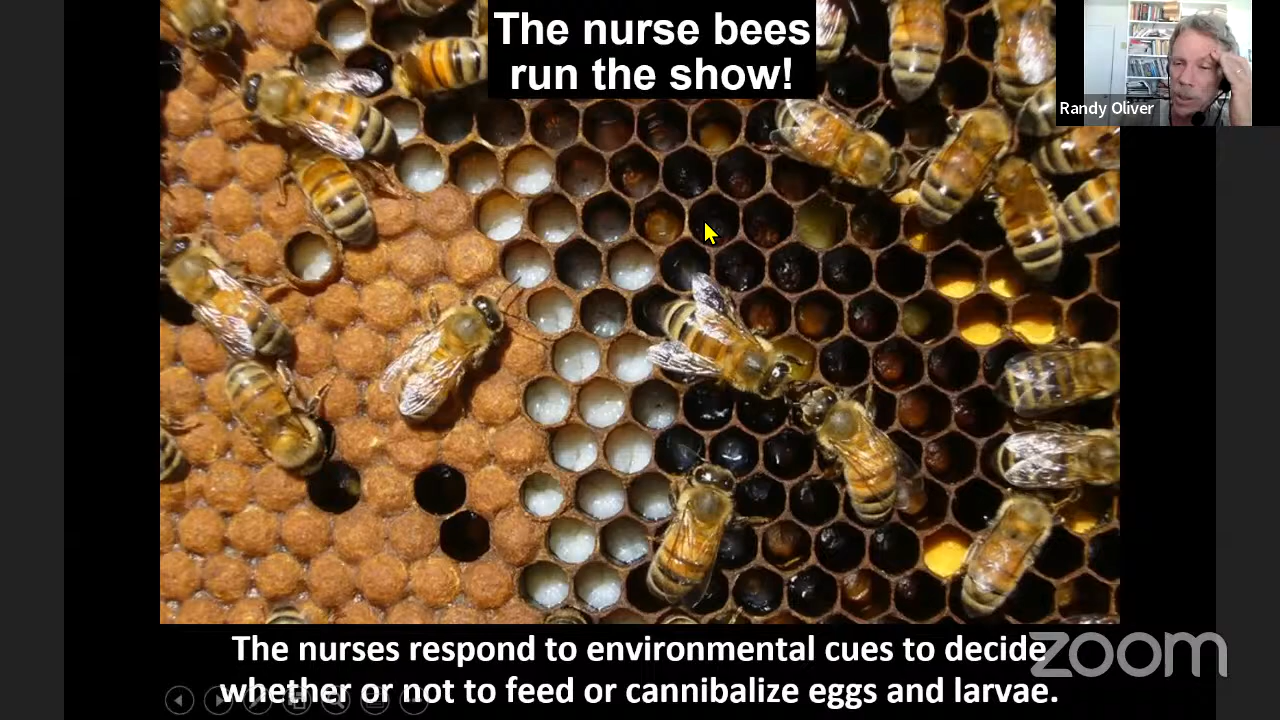 The nurse bees
run the show!
Randy Oliver
The nurses respond to environmental cues to decide
whether or not to feed or cannibalize eggs and larvae.
zoom